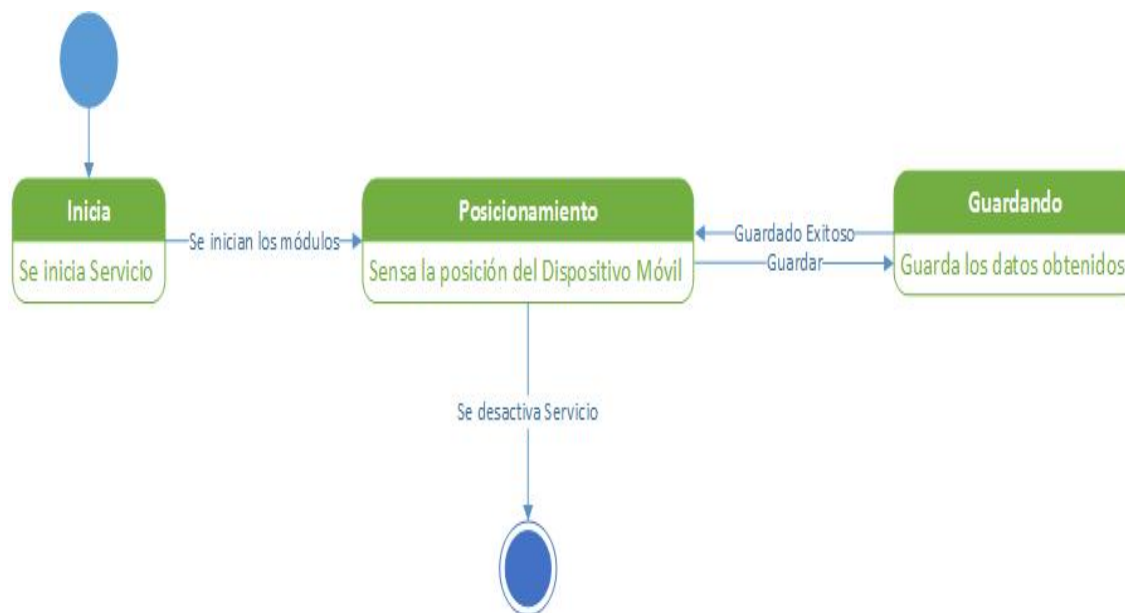 Inicia
Se inicia Servicio
Se inician los módulos
Posicionamiento
Sensa la posición del Dispositivo Móvil
Guardado Exitoso
Guardar
Guardando
Guarda los datos obtenidos
Se desactiva Servicio